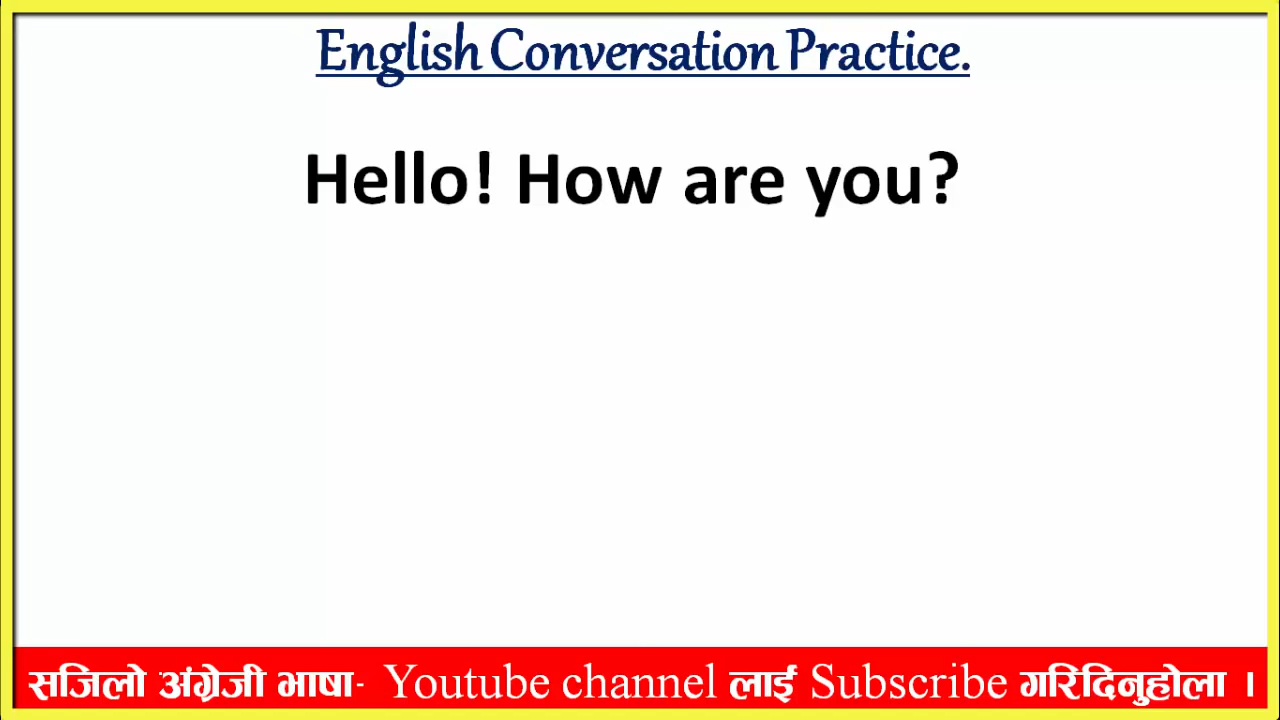 English Conversation Practice.
Hello! How are you?
सजिलो अंग्रेजी भाषा- Youtube channel लाई Subscribe गरिदिनुहोला ।